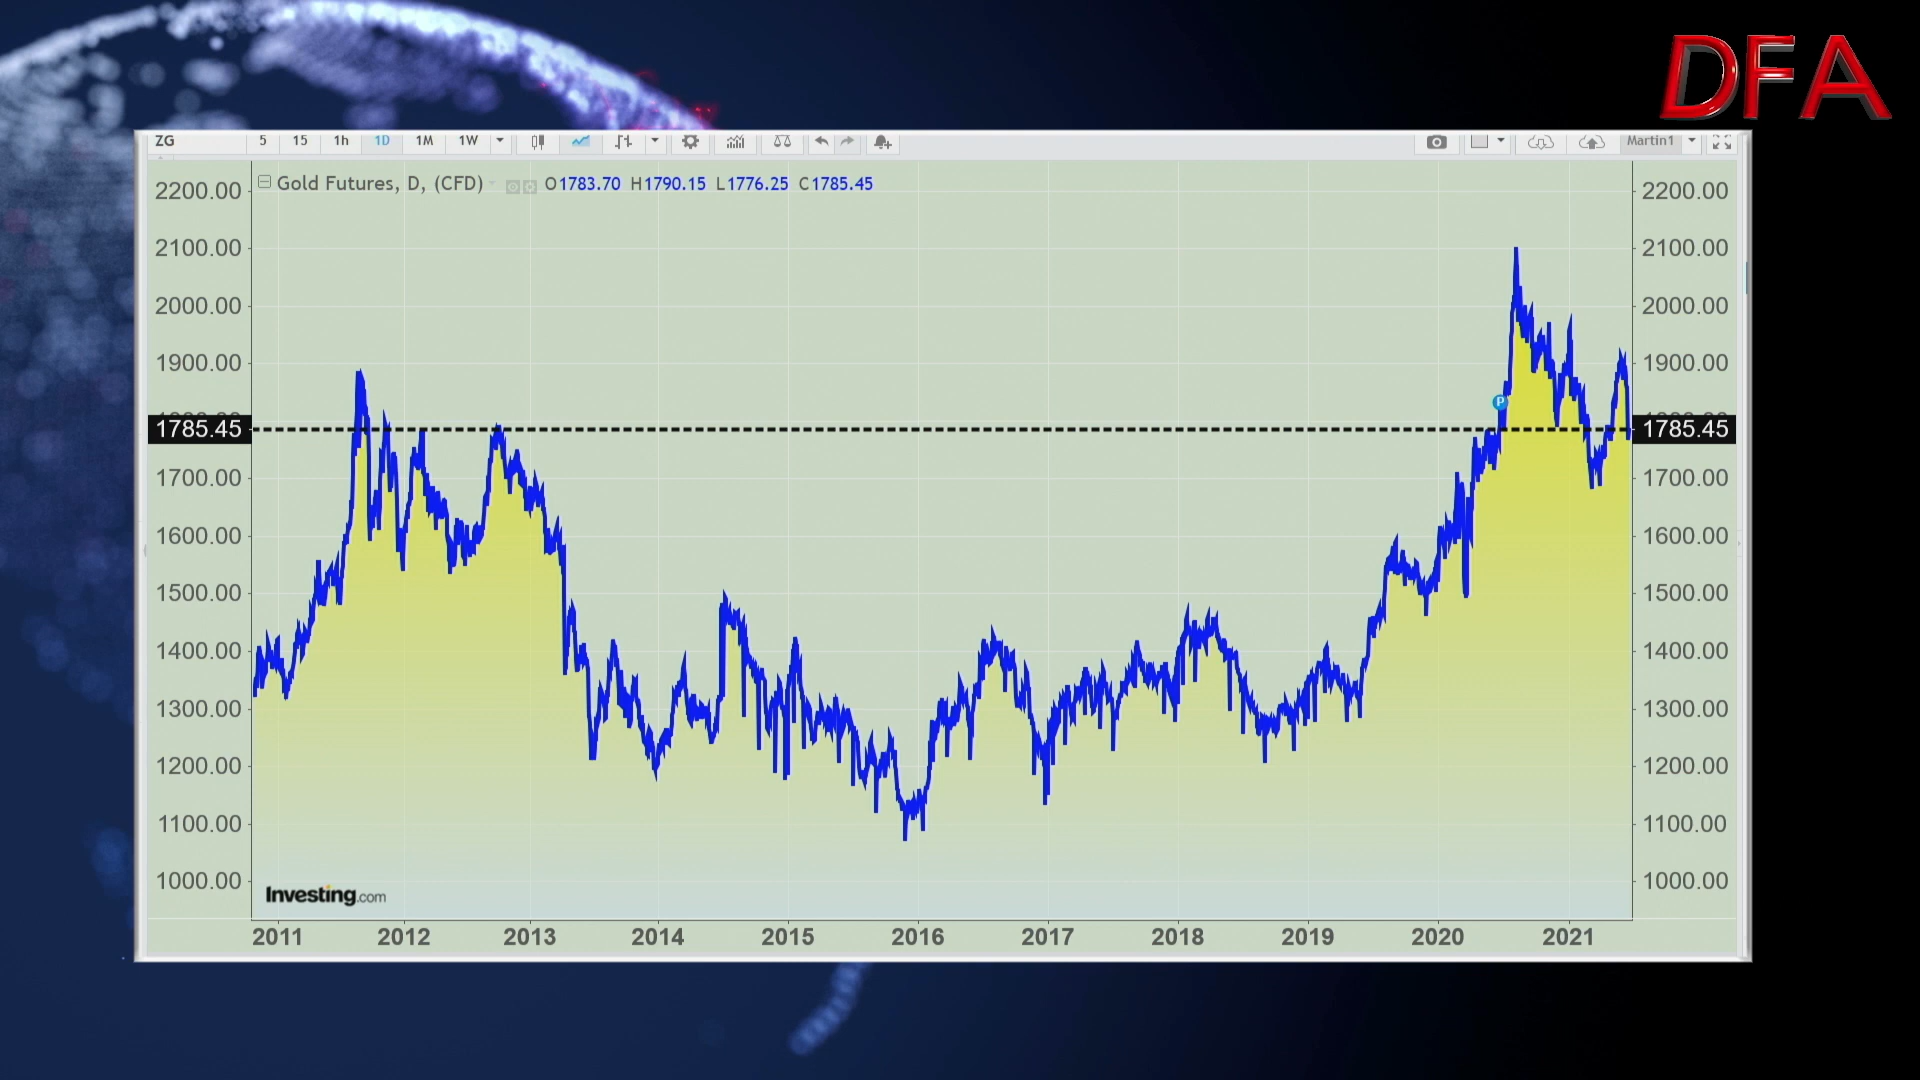 DFA
ZG 5 15 1h 1D 1M 1W Martin1
Gold Futures, D, (CFD) O1783.70 H1790.15 L1776.25 C1785.45
2200.00 2200.00
2100.00 2100.00
2000.00 2000.00
1900.00 1900.00
1785.45 1785.45
1700.00 1700.00
1600.00 1600.00
1500.00 1500.00
1400.00 1400.00
1300.00 1300.00
1200.00 1200.00
1100.00 1100.00
1000.00 1000.00
P
Investing.com
2011 2012 2013 2014 2015 2016 2017 2018 2019 2020 2021